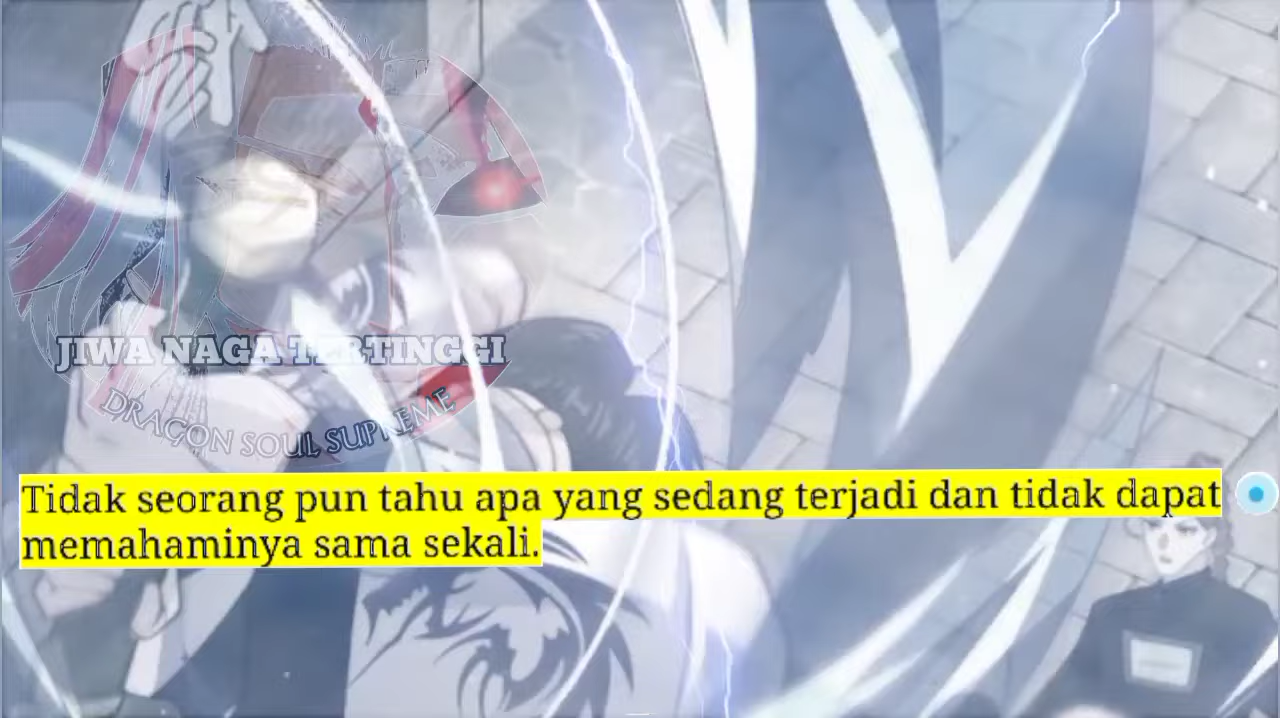 JIWA NAGA TERTINGGI
DRAGON SOUL SUPREME
Tidak seorang pun tahu apa yang sedang terjadi dan tidak dapat
memahaminya sama sekali.